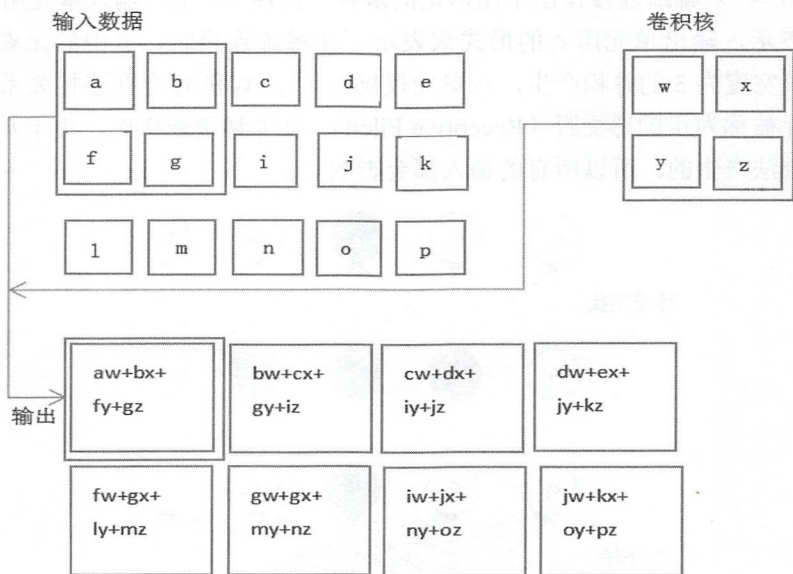 输入数据 卷积核
a b c d e w x
f g i j k y z
l m n o p
aw+bx+ bw+cx+ cw+dx+ dw+ex+
fy+gz gy+iz iy+jz jy+kz
输出
fw+gx+ gw+gx+ iw+jx+ jw+kx+
ly+mz my+nz ny+oz oy+pz